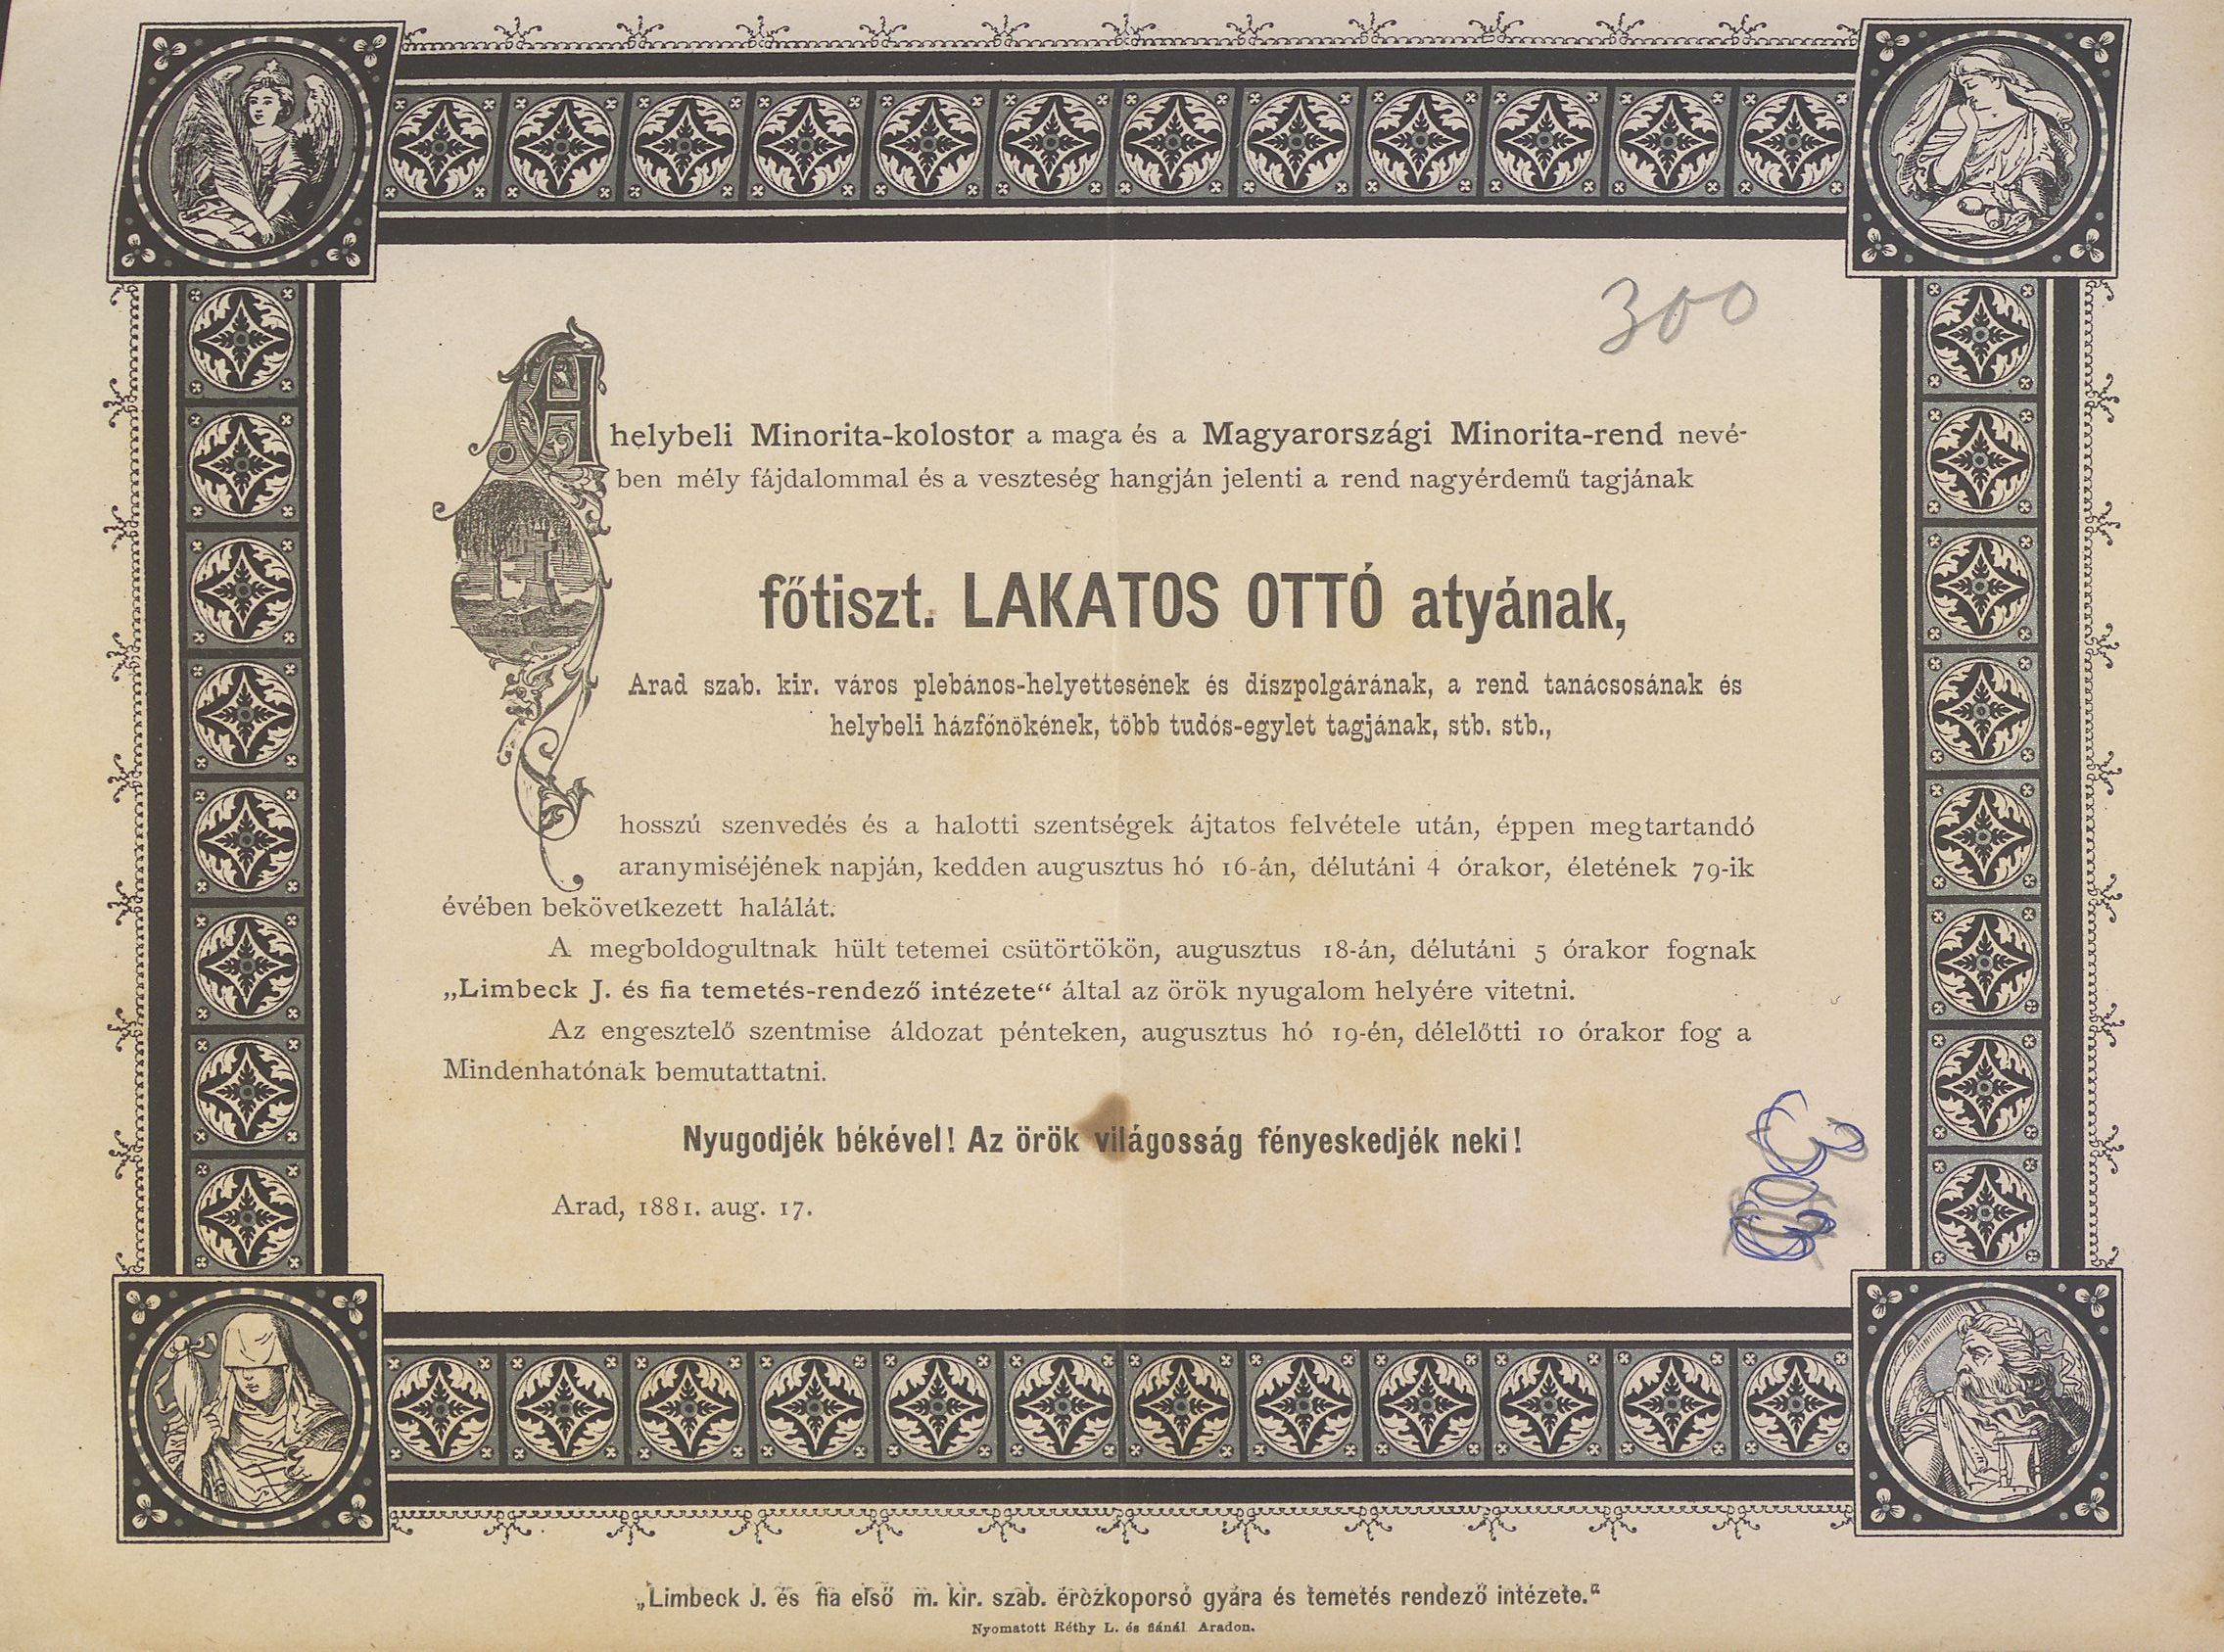 300
A helybeli Minorita-kolostor a maga és a Magyarországi Minorita-rend nevé-
ben mély fájdalommal és a veszteség hangján jelenti a rend nagyérdemű tagjának
főtiszt. LAKATOS OTTÓ atyának,
Arad szab. kir. város plebános-helyettesének és díszpolgárának, a rend tanácsosának és
helybeli házfőnökének, több tudós-egylet tagjának, stb. stb.,
hosszú szenvedés és a halotti szentségek ájtatos felvétele után, éppen megtartandó
aranymiséjének napján, kedden augusztus hó 16-án, délutáni 4 órakor, életének 79-ik
évében bekövetkezett halálát.
A megboldogultnak hült tetemei csütörtökön, augusztus 18-án, délutáni 5 órakor fognak
„Limbeck J. és fia temetés-rendező intézete“ által az örök nyugalom helyére vitetni.
Az engesztelő szentmise áldozat pénteken, augusztus hó 19-én, délelőtti 10 órakor fog a
Mindenhatónak bemutattatni.
Nyugodjék békével! Az örök világosság fényeskedjék neki!
Arad, 1881. aug. 17.
„Limbeck J. és fia első m. kir. szab. érczkoporsó gyára és temetés rendező intézete.“
Nyomatott Réthy L. és fiánál Aradon.